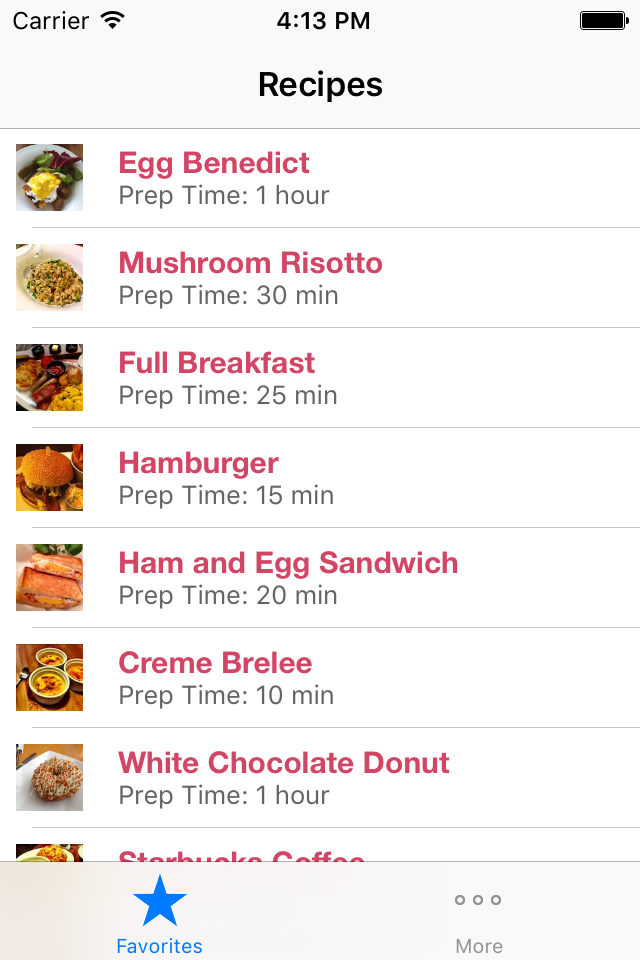 Carrier 4:13 PM
Recipes
Egg Benedict
Prep Time: 1 hour
Mushroom Risotto
Prep Time: 30 min
Full Breakfast
Prep Time: 25 min
Hamburger
Prep Time: 15 min
Ham and Egg Sandwich
Prep Time: 20 min
Creme Brelee
Prep Time: 10 min
White Chocolate Donut
Prep Time: 1 hour
Starbucks Coffee
Favorites More